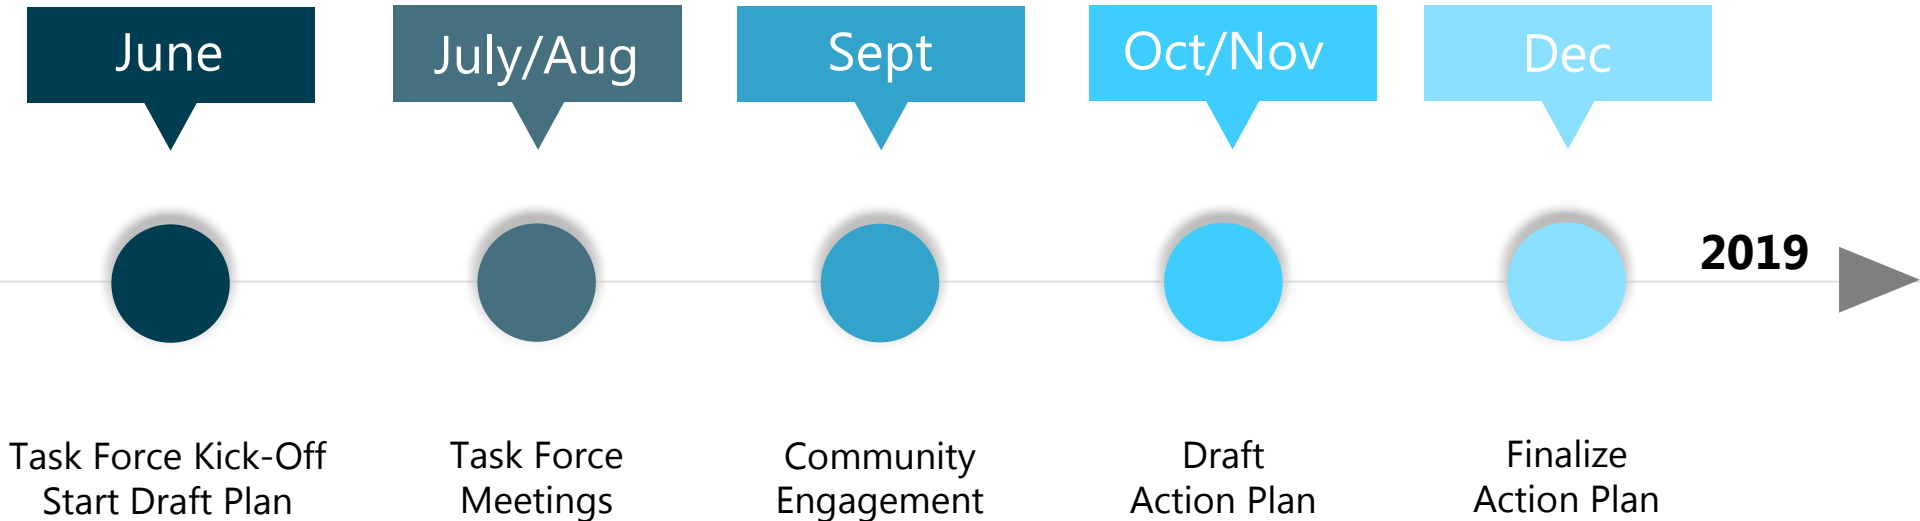 June
July/Aug
Sept
Oct/Nov
Dec
2019
Task Force Kick-Off
Start Draft Plan
Task Force
Meetings
Community
Engagement
Draft
Action Plan
Finalize
Action Plan